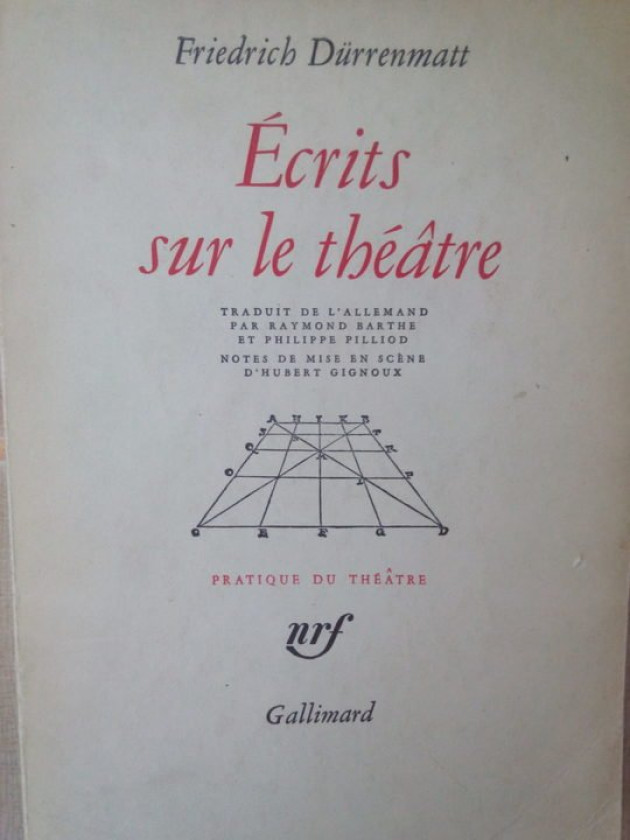 Friedrich Dürrenmatt
Écrits
sur le théâtre
TRADUIT DE L'ALLEMAND
PAR RAYMOND BARTHE
ET PHILIPPE PILLIOD
NOTES DE MISE EN SCÈNE
D'HUBERT GIGNOUX
PRATIQUE DU THÉÂTRE
nrf
Gallimard